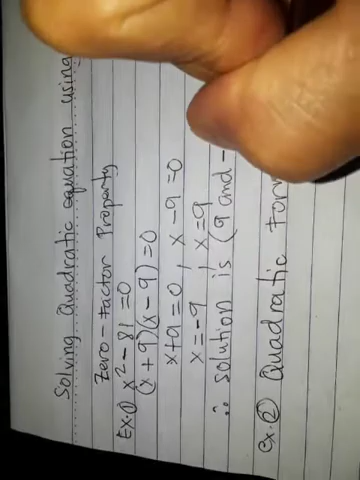 Solving Quadratic equation using
Zero-Factor Property
Ex.① x² - 81 = 0
(x + 9)(x - 9) = 0
x+9=0, x-9=0
x=-9, x=9
∴ solution is (9 and -
Ex.② Quadratic Form